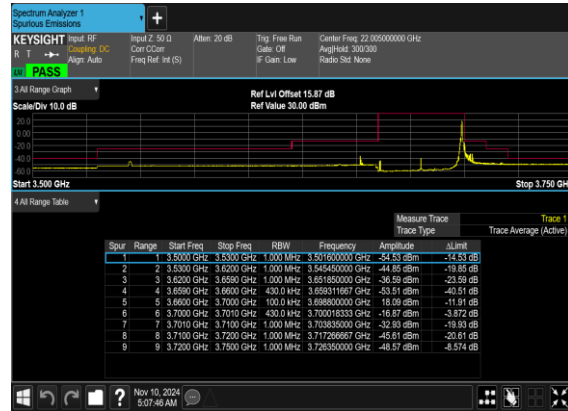 Spectrum Analyzer 1
Spurious Emissions
KEYSIGHT Input: RF
R T
Coupling: DC
Align: Auto
Input Z: 50 Ω
Corr CCorr
Freq Ref: Int (S)
Atten: 20 dB
Trig: Free Run
Gate: Off
IF Gain: Low
Center Freq: 22.005000000 GHz
Avg|Hold: 300/300
Radio Std: None
PASS
3 All Range Graph
Scale/Div 10.0 dB
Ref Lvl Offset 15.87 dB
Ref Value 30.00 dBm
20.0
0.00
-20.0
-40.0
-60.0
Start 3.500 GHz
Stop 3.750 GH
4 All Range Table
Measure Trace Trace 1
Trace Type Trace Average (Active)
Spur Range Start Freq Stop Freq RBW Frequency Amplitude ΔLimit
1 1 3.5000 GHz 3.5300 GHz 1.000 MHz 3.501600000 GHz -54.53 dBm -14.53 dB
2 2 3.5300 GHz 3.6200 GHz 1.000 MHz 3.545450000 GHz -44.85 dBm -19.85 dB
3 3 3.6200 GHz 3.6590 GHz 1.000 MHz 3.651850000 GHz -36.59 dBm -23.59 dB
4 4 3.6590 GHz 3.6600 GHz 430.0 kHz 3.659311667 GHz -53.51 dBm -40.51 dB
5 5 3.6600 GHz 3.7000 GHz 100.0 kHz 3.698800000 GHz 18.09 dBm -11.91 dB
6 6 3.7000 GHz 3.7010 GHz 430.0 kHz 3.700018333 GHz -16.87 dBm -3.872 dB
7 7 3.7010 GHz 3.7100 GHz 1.000 MHz 3.703835000 GHz -32.93 dBm -19.93 dB
8 8 3.7100 GHz 3.7200 GHz 1.000 MHz 3.717266667 GHz -45.61 dBm -20.61 dB
9 9 3.7200 GHz 3.7500 GHz 1.000 MHz 3.726350000 GHz -48.57 dBm -8.574 dB
?
Nov 10, 2024
5:07:46 AM